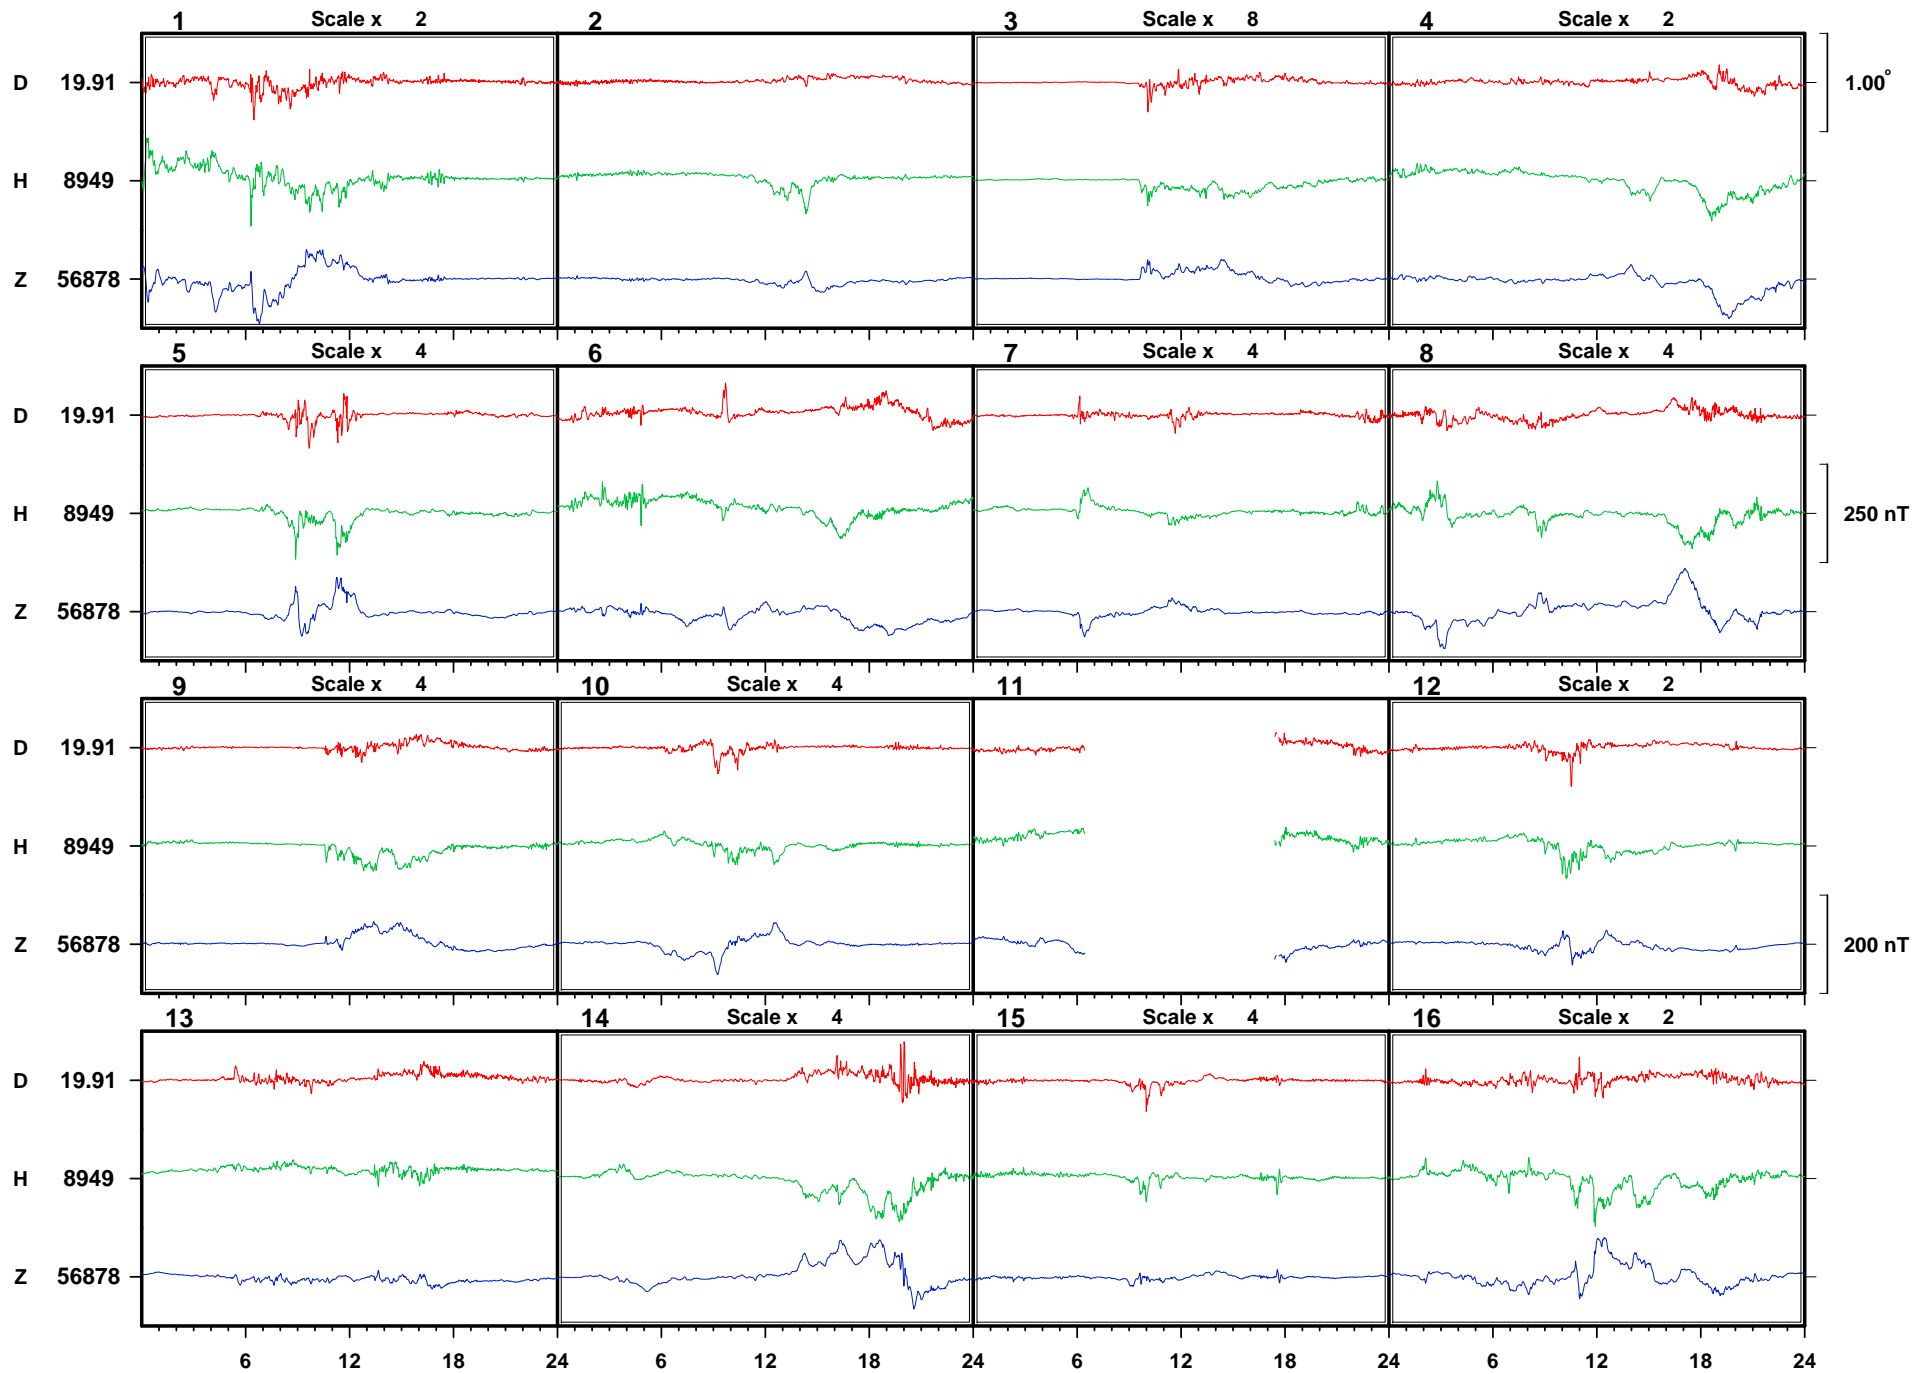 1 Scale x 2 2 3 Scale x 8 4 Scale x 2
D 19.91 1.00°
H 8949
Z 56878
5 Scale x 4 6 7 Scale x 4 8 Scale x 4
D 19.91
H 8949 250 nT
Z 56878
9 Scale x 4 10 Scale x 4 11 12 Scale x 2
D 19.91
H 8949
Z 56878 200 nT
13 14 Scale x 4 15 Scale x 4 16 Scale x 2
D 19.91
H 8949
Z 56878
6 12 18 24 6 12 18 24 6 12 18 24 6 12 18 24